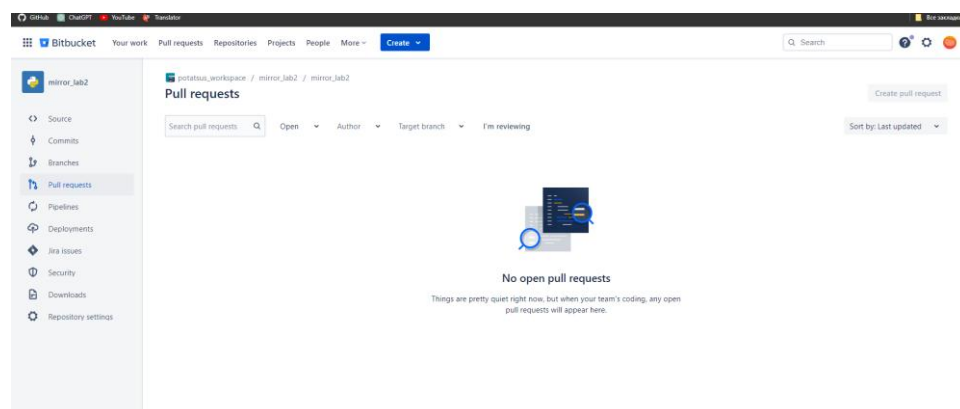 GitHub ChatGPT YouTube Translator Все закладки
Bitbucket Your work Pull requests Repositories Projects People More Create Search
mirror_lab2
potatsus_workspace / mirror_lab2 / mirror_lab2
Pull requests
Create pull request
Search pull requests Open Author Target branch I'm reviewing Sort by: Last updated
Source
Commits
Branches
Pull requests
Pipelines
Deployments
Jira issues
Security
Downloads
Repository settings
No open pull requests
Things are pretty quiet right now, but when your team's coding, any open
pull requests will appear here.